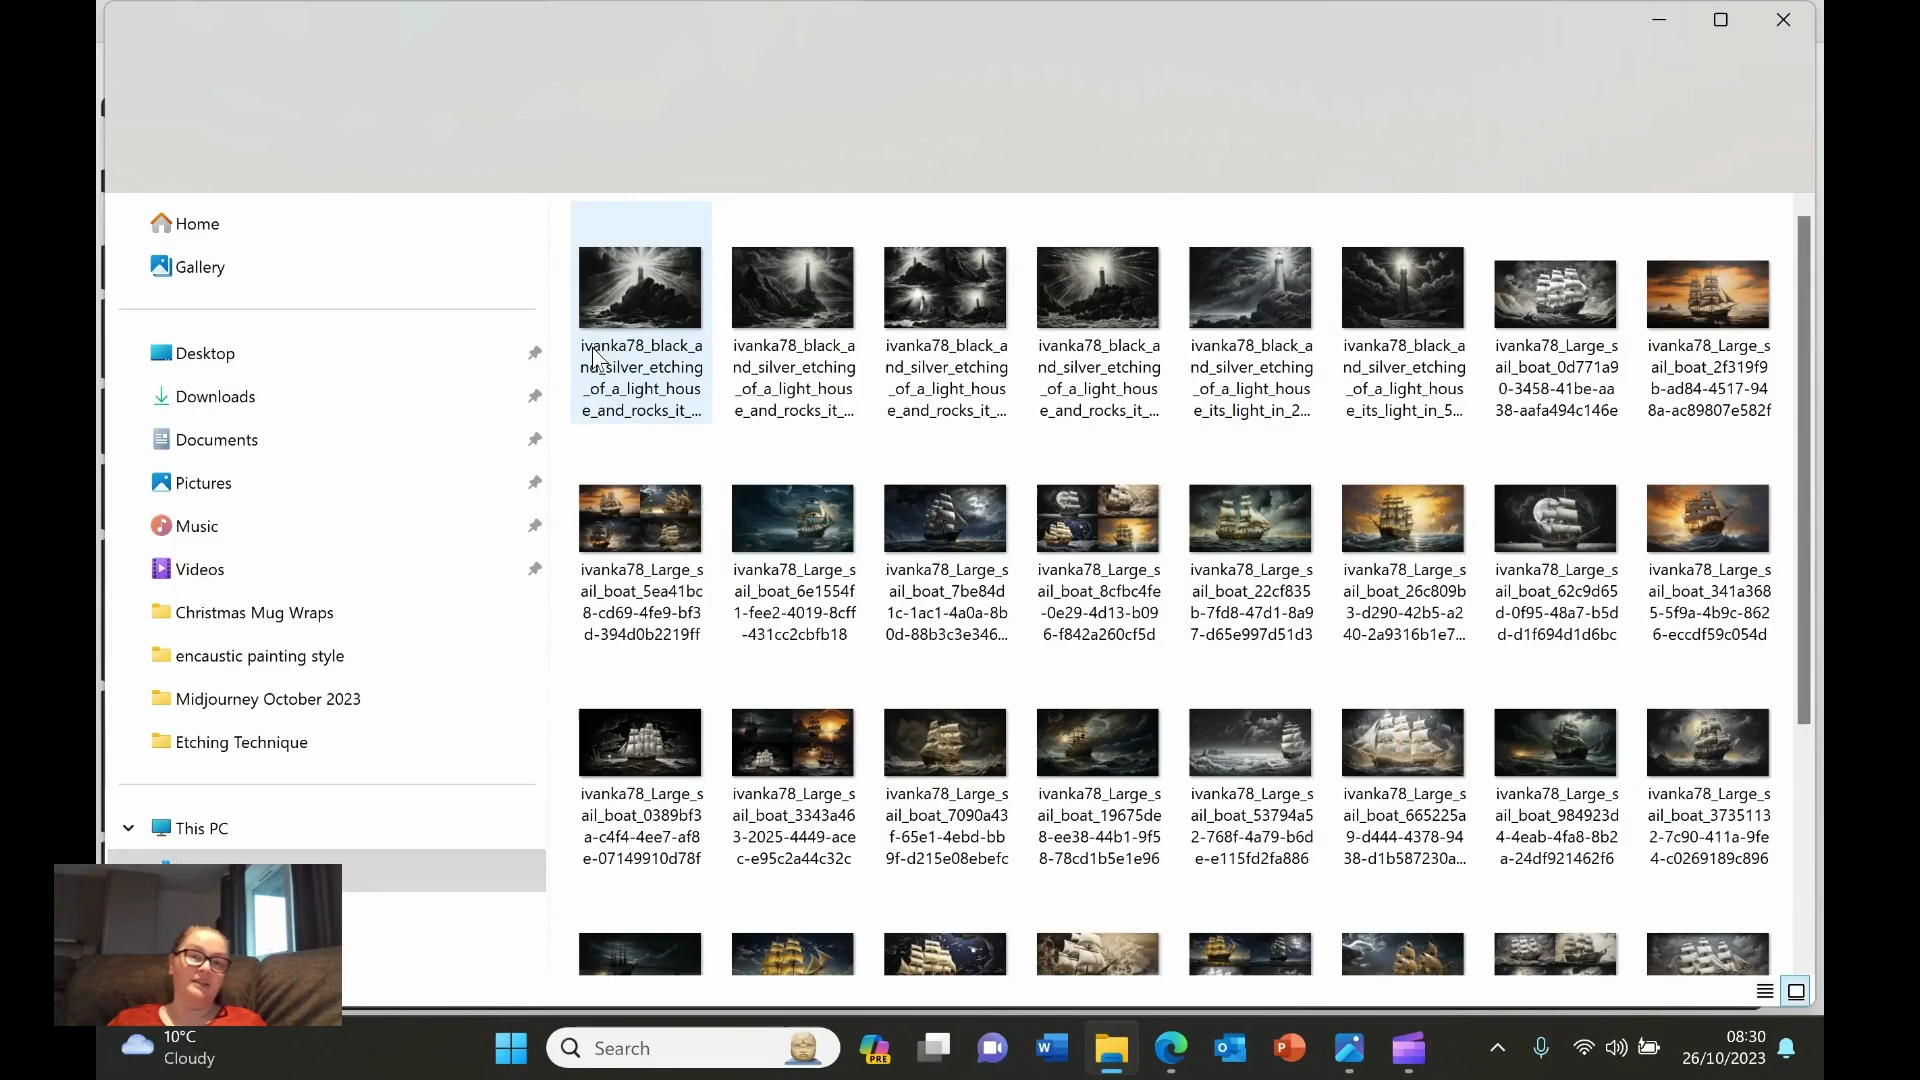 Home
Gallery
Desktop
Downloads
Documents
Pictures
Music
Videos
Christmas Mug Wraps
encaustic painting style
Midjourney October 2023
Etching Technique
This PC
ivanka78_black_a
nd_silver_etching
_of_a_light_hous
e_and_rocks_it_...
ivanka78_black_a
nd_silver_etching
_of_a_light_hous
e_and_rocks_it_...
ivanka78_black_a
nd_silver_etching
_of_a_light_hous
e_and_rocks_it_...
ivanka78_black_a
nd_silver_etching
_of_a_light_hous
e_and_rocks_it_...
ivanka78_black_a
nd_silver_etching
_of_a_light_hous
e_its_light_in_2...
ivanka78_black_a
nd_silver_etching
_of_a_light_hous
e_its_light_in_5...
ivanka78_Large_s
ail_boat_0d771a9
0-3458-41be-aa
38-aafa494c146e
ivanka78_Large_s
ail_boat_2f319f9
b-ad84-4517-94
8a-ac89807e582f
ivanka78_Large_s
ail_boat_5ea41bc
8-cd69-4fe9-bf3
d-394d0b2219ff
ivanka78_Large_s
ail_boat_6e1554f
1-fee2-4019-8cff
-431cc2cbfb18
ivanka78_Large_s
ail_boat_7be84d
1c-1ac1-4a0a-8b
0d-88b3c3e346...
ivanka78_Large_s
ail_boat_8cfbc4fe
-0e29-4d13-b09
6-f842a260cf5d
ivanka78_Large_s
ail_boat_22cf835
b-7fd8-47d1-8a9
7-d65e997d51d3
ivanka78_Large_s
ail_boat_26c809b
3-d290-42b5-a2
40-2a9316b1e7...
ivanka78_Large_s
ail_boat_62c9d65
d-0f95-48a7-b5d
d-d1f694d1d6bc
ivanka78_Large_s
ail_boat_341a368
5-5f9a-4b9c-862
6-eccdf59c054d
ivanka78_Large_s
ail_boat_0389bf3
a-c4f4-4ee7-af8
e-07149910d78f
ivanka78_Large_s
ail_boat_3343a46
3-2025-4449-ace
c-e95c2a44c32c
ivanka78_Large_s
ail_boat_7090a43
f-65e1-4ebd-bb
9f-d215e08ebefc
ivanka78_Large_s
ail_boat_19675de
8-ee38-44b1-9f5
8-78cd1b5e1e96
ivanka78_Large_s
ail_boat_53794a5
2-768f-4a79-b6d
e-e115fd2fa886
ivanka78_Large_s
ail_boat_665225a
9-d444-4378-94
38-d1b587230a...
ivanka78_Large_s
ail_boat_984923d
4-4eab-4fa8-8b2
a-24df921462f6
ivanka78_Large_s
ail_boat_3735113
2-7c90-411a-9fe
4-c0269189c896
10°C
Cloudy
Search
PRE
08:30
26/10/2023